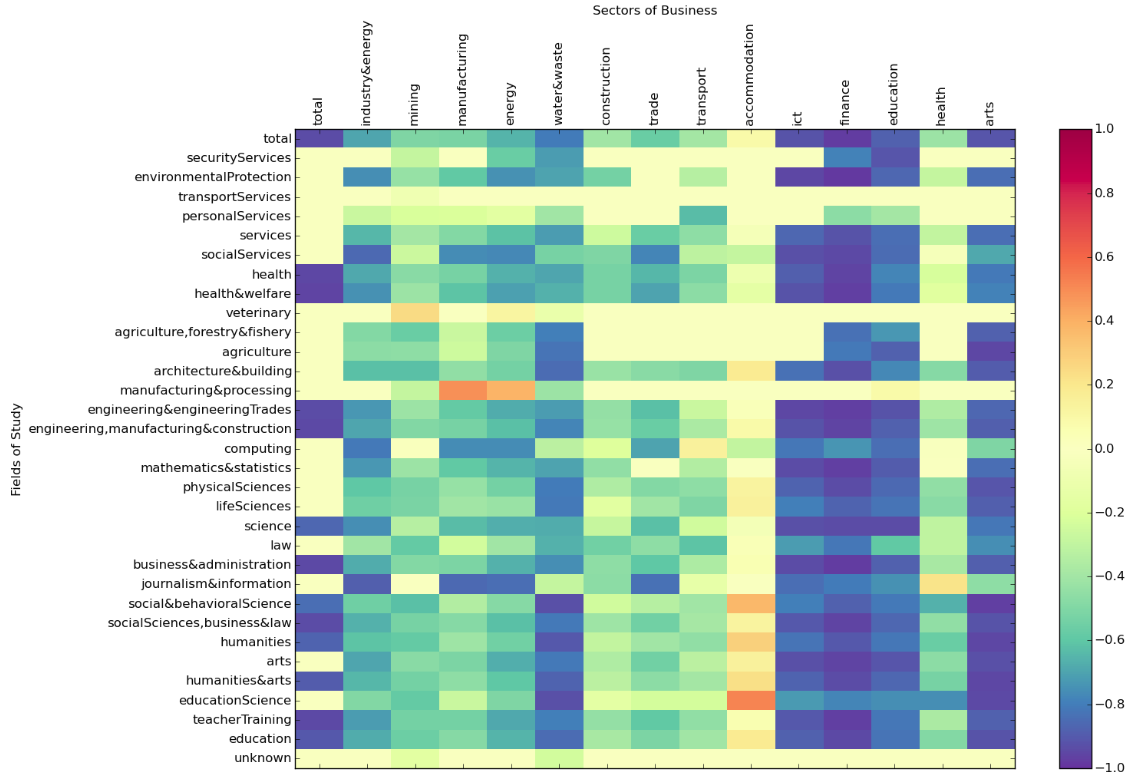 Sectors of Business
total
industry&energy
mining
manufacturing
energy
water&waste
construction
trade
transport
accommodation
ict
finance
education
health
arts
Fields of Study
total
securityServices
environmentalProtection
transportServices
personalServices
services
socialServices
health
health&welfare
veterinary
agriculture,forestry&fishery
agriculture
architecture&building
manufacturing&processing
engineering&engineeringTrades
engineering,manufacturing&construction
computing
mathematics&statistics
physicalSciences
lifeSciences
science
law
business&administration
journalism&information
social&behavioralScience
socialSciences,business&law
humanities
arts
humanities&arts
educationScience
teacherTraining
education
unknown
1.0
0.8
0.6
0.4
0.2
0.0
−0.2
−0.4
−0.6
−0.8
−1.0